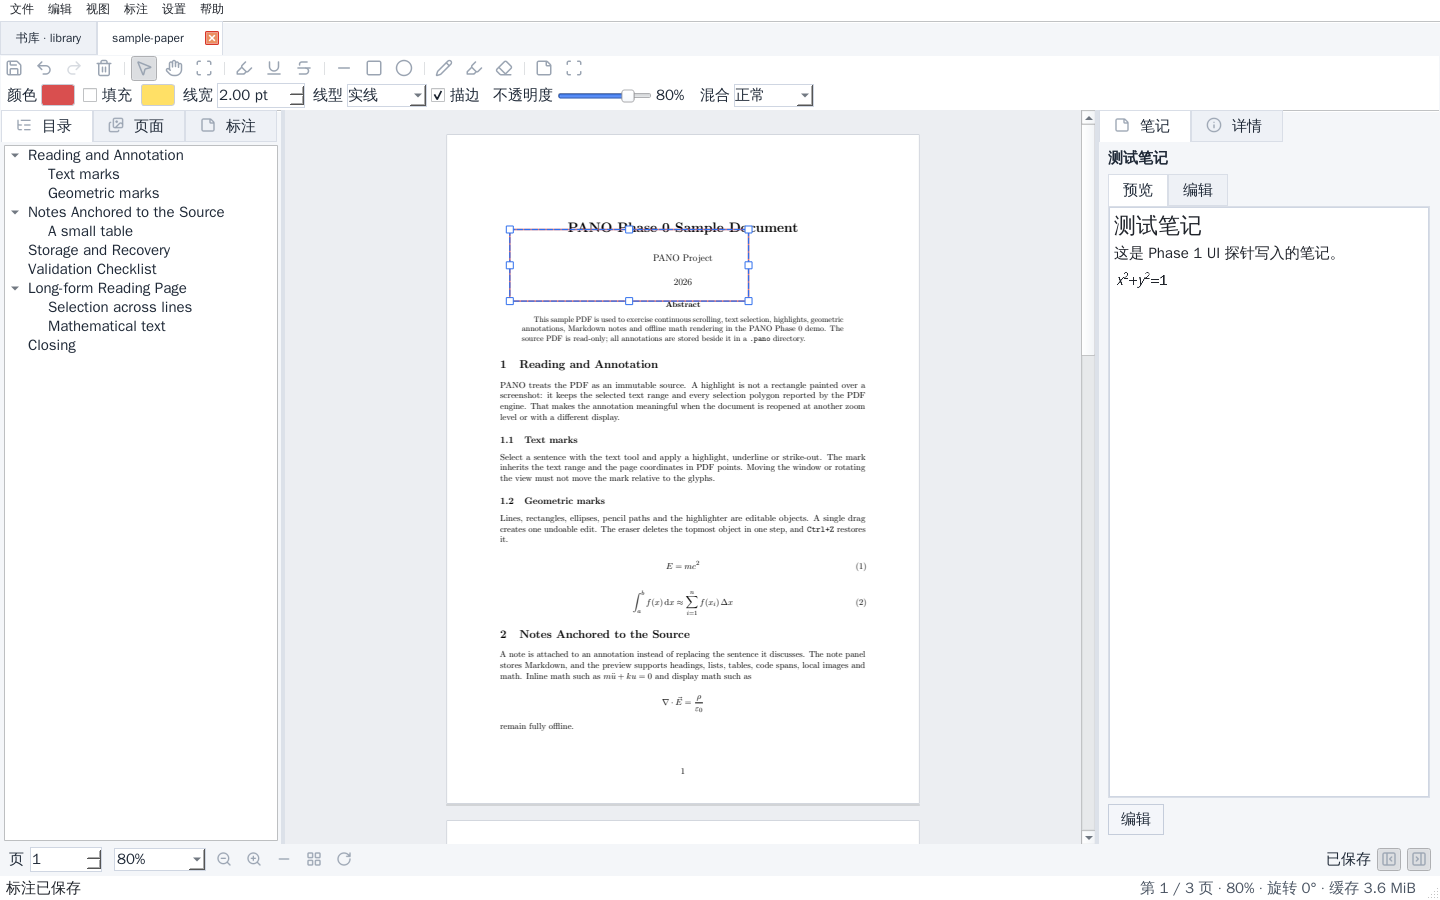 文件 编辑 视图 标注 设置 帮助
书库 · library sample-paper
颜色 填充 线宽 2.00 pt 线型 实线 描边 不透明度 80% 混合 正常
目录 页面 标注
Reading and Annotation
Text marks
Geometric marks
Notes Anchored to the Source
A small table
Storage and Recovery
Validation Checklist
Long-form Reading Page
Selection across lines
Mathematical text
Closing
PANO Phase 0 Sample Document
PANO Project
2026
Abstract
This sample PDF is used to exercise continuous scrolling, text selection, highlights, geometric
annotations, Markdown notes and offline math rendering in the PANO Phase 0 demo. The
source PDF is read-only; all annotations are stored beside it in a .pano directory.
1 Reading and Annotation
PANO treats the PDF as an immutable source. A highlight is not a rectangle painted over a
screenshot: it keeps the selected text range and every selection polygon reported by the PDF
engine. That makes the annotation meaningful when the document is reopened at another zoom
level or with a different display.
1.1 Text marks
Select a sentence with the text tool and apply a highlight, underline or strike-out. The mark
inherits the text range and the page coordinates in PDF points. Moving the window or rotating
the view must not move the mark relative to the glyphs.
1.2 Geometric marks
Lines, rectangles, ellipses, pencil paths and the highlighter are editable objects. A single drag
creates one undoable edit. The eraser deletes the topmost object in one step, and Ctrl+Z restores
it.
E = mc² (1)
∫ₐᵇ f(x) dx ≈ ∑ᵢ₌₁ⁿ f(xᵢ) Δx (2)
2 Notes Anchored to the Source
A note is attached to an annotation instead of replacing the sentence it discusses. The note panel
stores Markdown, and the preview supports headings, lists, tables, code spans, local images and
math. Inline math such as mü + ku = 0 and display math such as
∇ · E⃗ = ρ/ε₀
remain fully offline.
1
笔记 详情
测试笔记
预览 编辑
测试笔记
这是 Phase 1 UI 探针写入的笔记。
x²+y²=1
编辑
页 1 80% 已保存
标注已保存 第 1 / 3 页 · 80% · 旋转 0° · 缓存 3.6 MiB